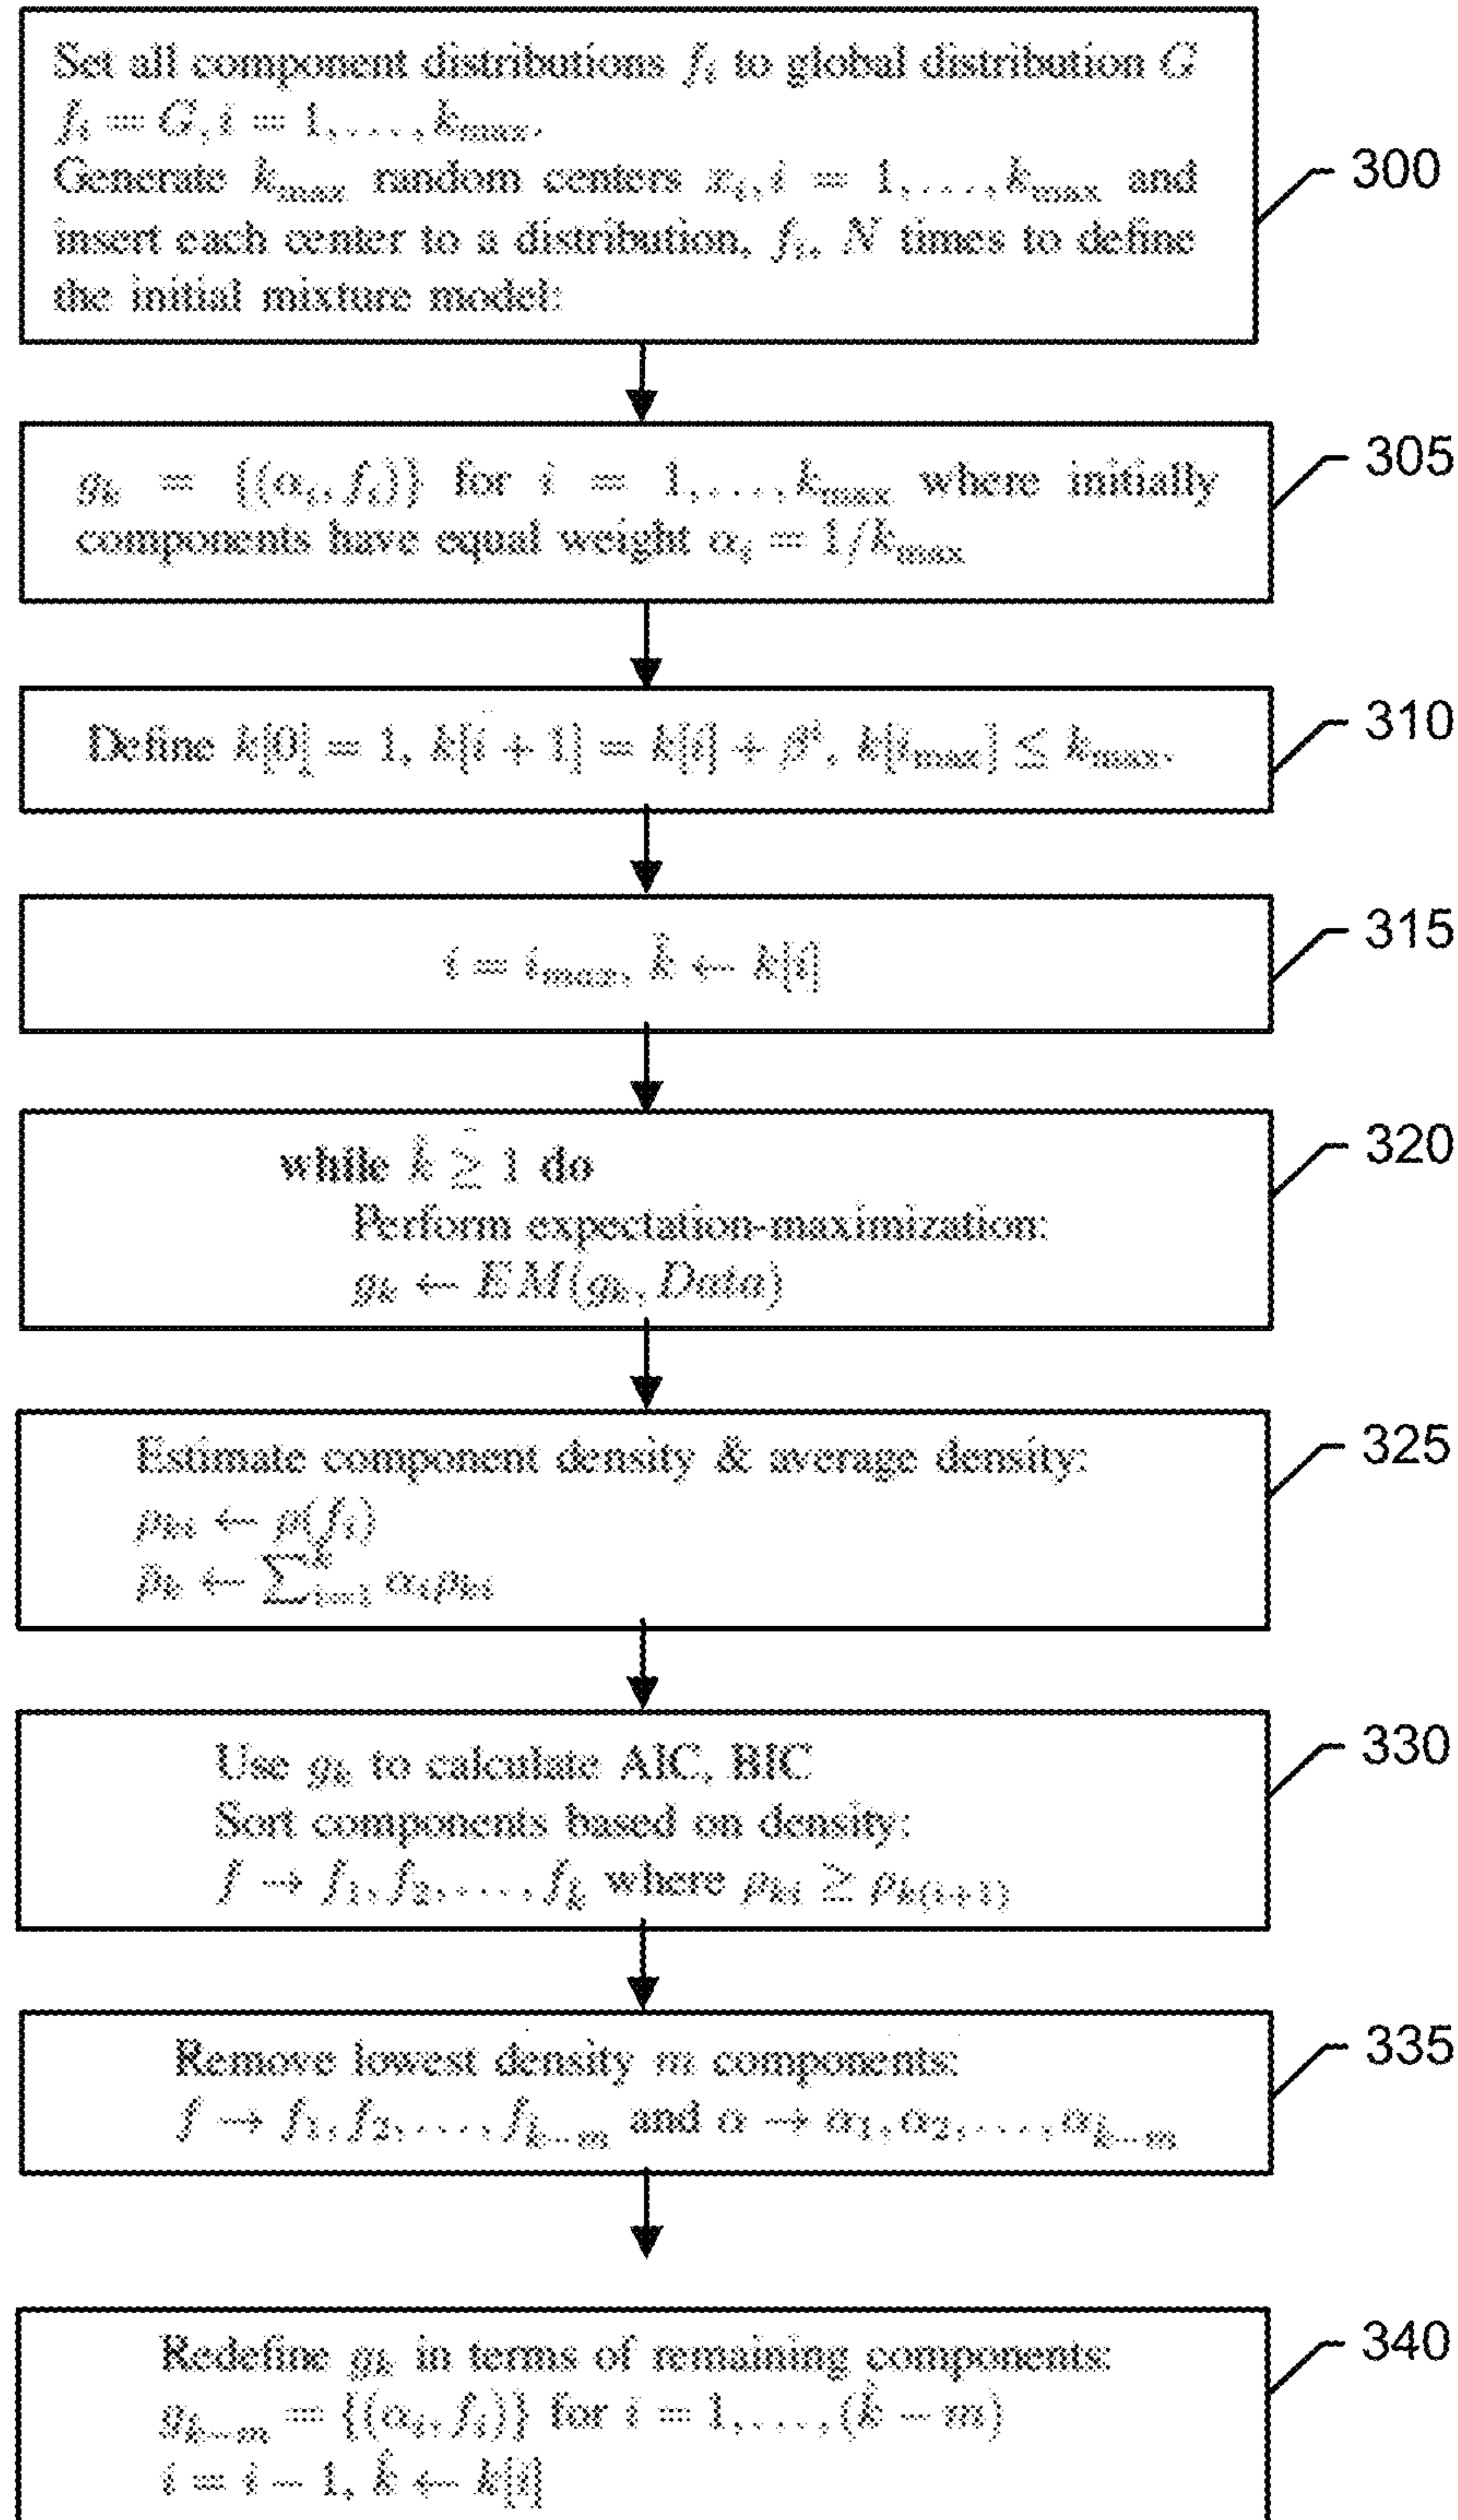 Set all component distributions f_i to global distribution G
f_i = G, i = 1, . . . , k_max.
300
Generate k_max random centers x_i, i = 1, . . . , k_max and
insert each center to a distribution, f_i, N times to define
the initial mixture model:
g_k = {(α_i, f_i)} for i = 1, . . . , k_max where initially
305
components have equal weight α_i = 1/k_max
Define k[0] = 1, k[i + 1] = k[i] + β^i, k[i_max] ≤ k_max.
310
i = i_max, k̂ ← k[i]
315
while k̂ ≥ 1 do
320
Perform expectation-maximization:
g_k ← EM(g_k, Data)
Estimate component density & average density:
325
ρ_ki ← ρ(f_i)
ρ̄_k ← ∑_{i=1}^{k̂} α_i ρ_ki
Use g_k to calculate AIC, BIC
330
Sort components based on density:
f → f_1, f_2, . . . , f_k̂ where ρ_ki ≥ ρ_k(i+1)
Remove lowest density m components:
335
f → f_1, f_2, . . . , f_{k̂−m} and α → α_1, α_2, . . . , α_{k̂−m}
Redefine g_k in terms of remaining components:
340
g_{k̂−m} = {(α_i, f_i)} for i = 1, . . . , (k̂ − m)
i = i − 1, k̂ ← k[i]